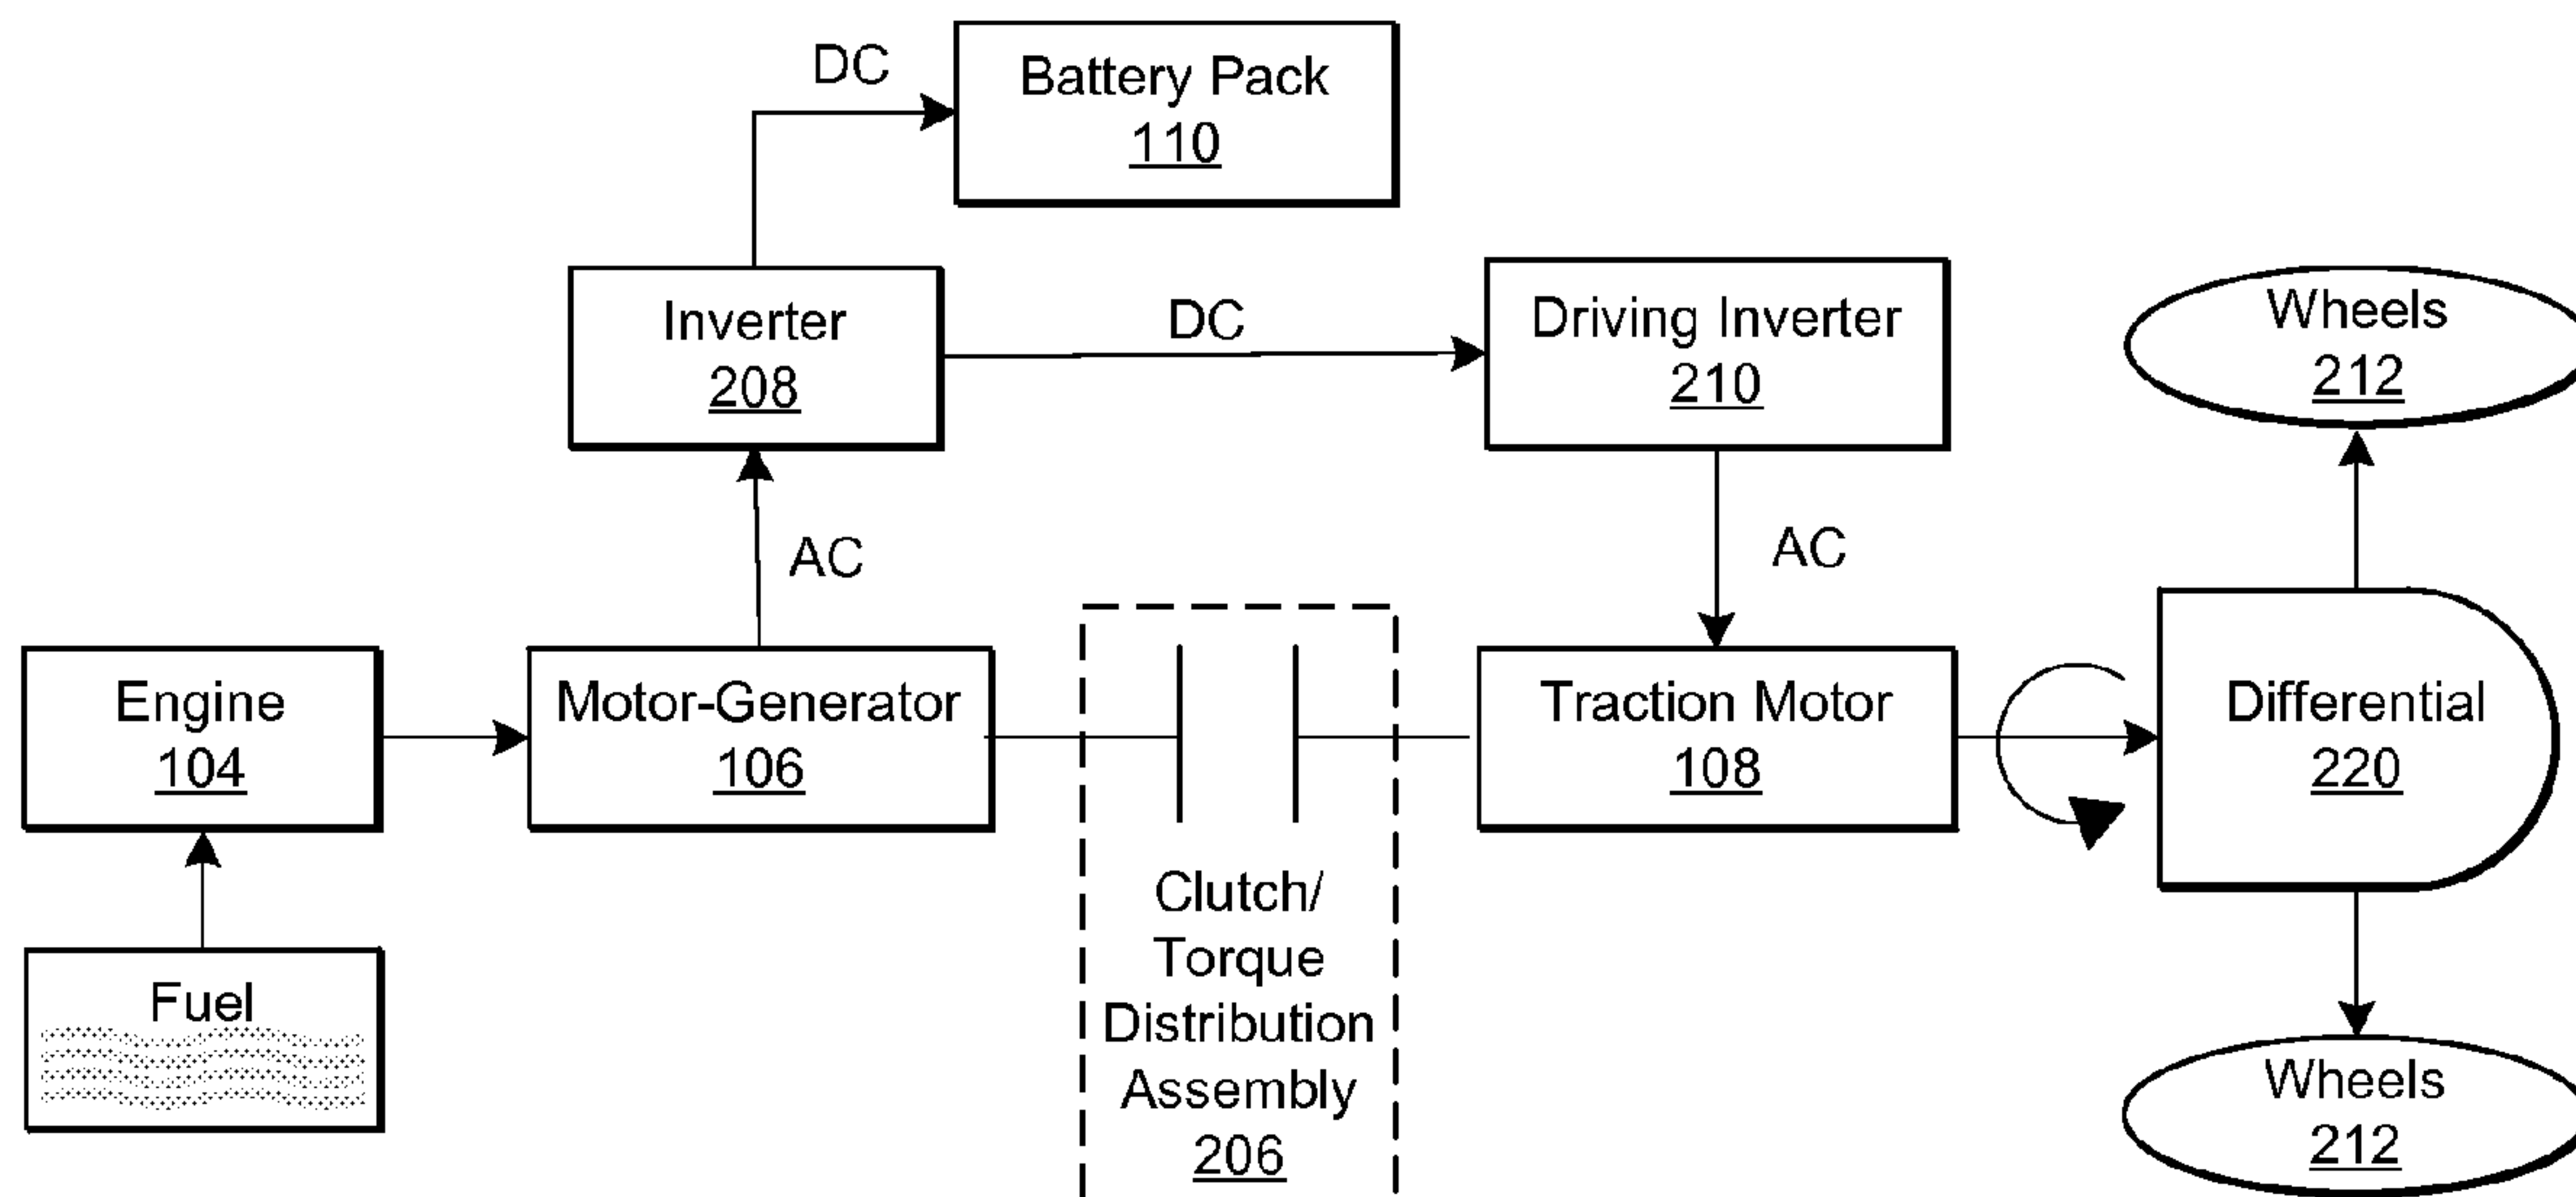 DC
Battery Pack
110
Inverter
208
DC
Driving Inverter
210
Wheels
212
AC
AC
Engine
104
Motor-Generator
106
Traction Motor
108
Differential
220
Clutch/
Torque
Distribution
Assembly
206
Fuel
Wheels
212